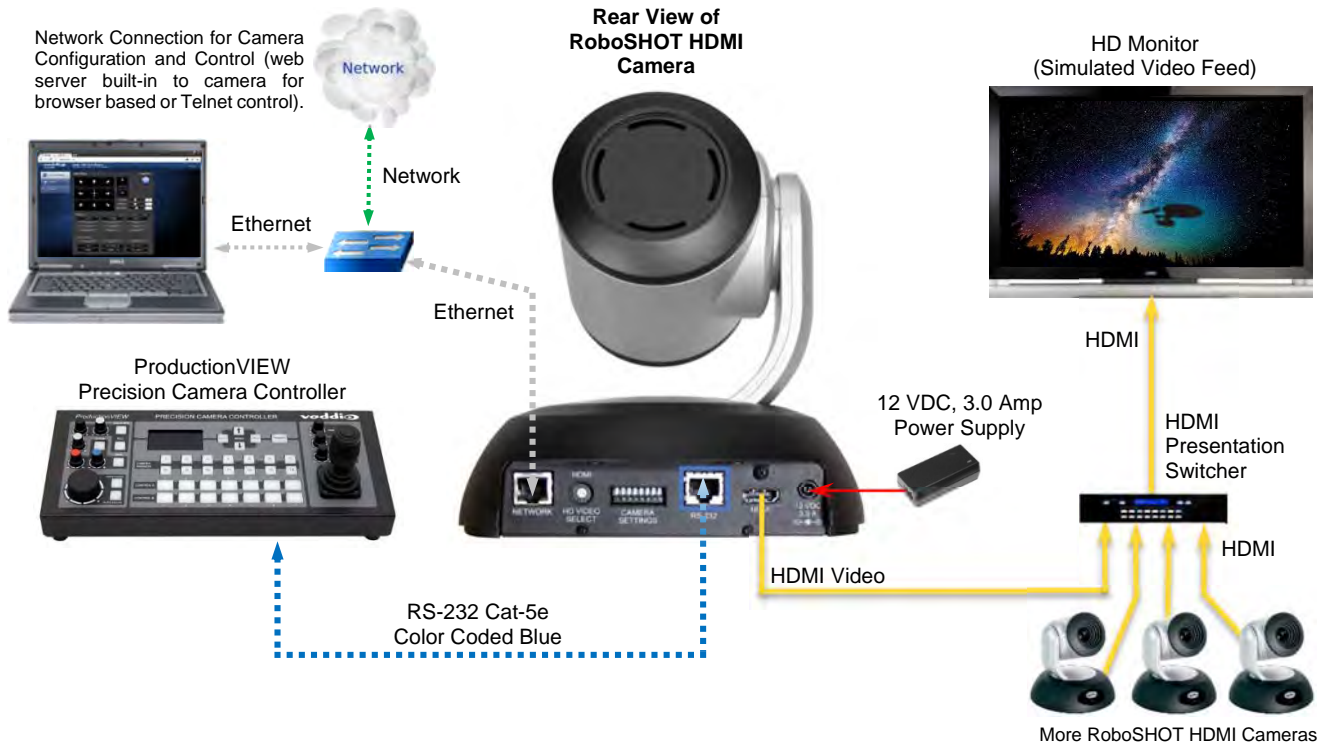 Network Connection for Camera
Configuration and Control (web
server built-in to camera for
browser based or Telnet control).
Network
Network
Ethernet
Ethernet
Rear View of
RoboSHOT HDMI
Camera
HD Monitor
(Simulated Video Feed)
HDMI
ProductionVIEW
Precision Camera Controller
ProductionVIEW
PRECISION CAMERA CONTROLLER
vaddio
12 VDC, 3.0 Amp
Power Supply
HDMI
Presentation
Switcher
NETWORK
HDMI
HD VIDEO
SELECT
CAMERA
SETTINGS
RS-232
HDMI
12 VDC
3.0 A
HDMI Video
HDMI
RS-232 Cat-5e
Color Coded Blue
More RoboSHOT HDMI Cameras